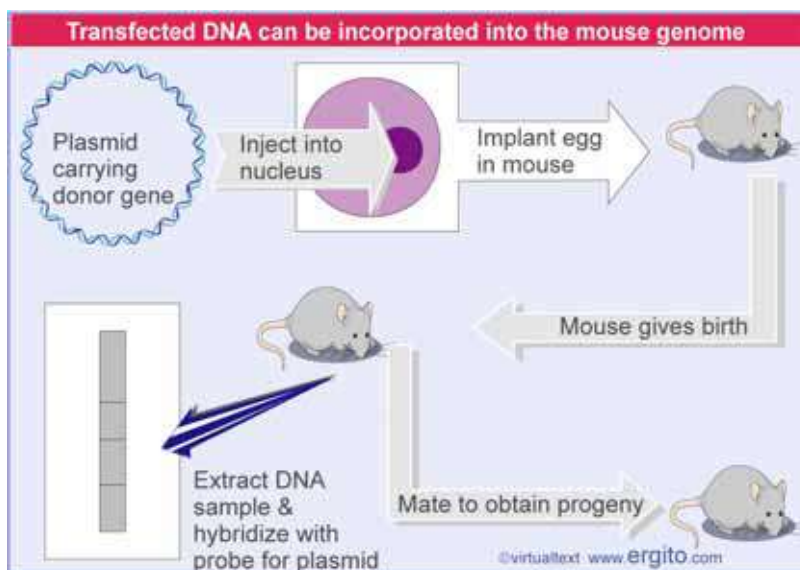 Transfected DNA can be incorporated into the mouse genome
Plasmid
carrying
donor gene
Inject into
nucleus
Implant egg
in mouse
Mouse gives birth
Extract DNA
sample &
hybridize with
probe for plasmid
Mate to obtain progeny
©virtualtext www.ergito.com